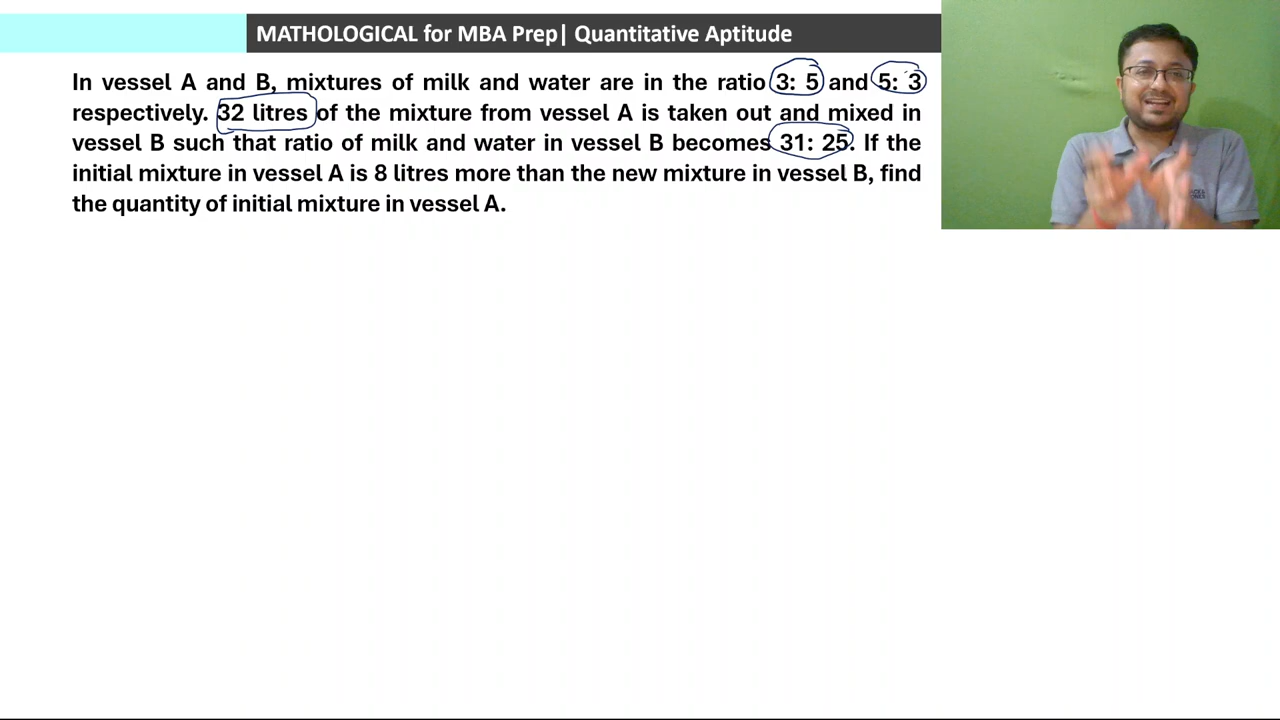 MATHOLOGICAL for MBA Prep| Quantitative Aptitude
In vessel A and B, mixtures of milk and water are in the ratio 3: 5 and 5: 3
respectively. 32 litres of the mixture from vessel A is taken out and mixed in
vessel B such that ratio of milk and water in vessel B becomes 31: 25. If the
initial mixture in vessel A is 8 litres more than the new mixture in vessel B, find
the quantity of initial mixture in vessel A.